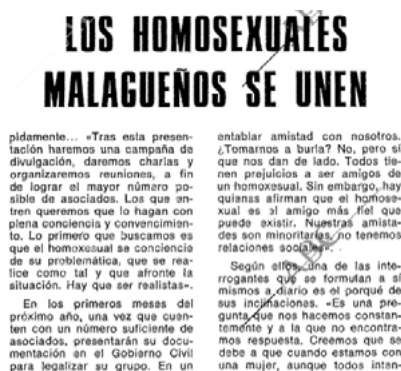 LOS HOMOSEXUALES
MALAGUEÑOS SE UNEN
pidamente... «Tras esta presen-
tación haremos una campaña de
divulgación, daremos charlas y
organizaremos reuniones, a fin
de lograr el mayor número po-
sible de asociados. Los que en-
tren queremos que lo hagan con
plena conciencia y convencimien-
to. Lo primero que buscamos es
que el homosexual se conciencie
de su problemática, que se rea-
lice como tal y que afronte la
situación. Hay que ser realistas».
En los primeros meses del
próximo año, una vez que cuen-
ten con un número suficiente de
asociados, presentarán su docu-
mentación en el Gobierno Civil
para legalizar su grupo. En un
entablar amistad con nosotros.
¿Tomarnos a burla? No, pero sí
que nos dan de lado. Todos tie-
nen prejuicios a ser amigos de
un homosexual. Sin embargo, hay
quienas afirman que el homose-
xual es el amigo más fiel que
puede existir. Nuestras amista-
des son minoritarias, no tenemos
relaciones sociales».
Según ellos, una de las inte-
rrogantes que se formulan a sí
mismos a diario es el porqué de
sus inclinaciones. «Es una pre-
gunta que nos hacemos constan-
temente y a la que no encontra-
mos respuesta. Creemos que se
debe a que cuando estamos con
una mujer, aunque todos inten-